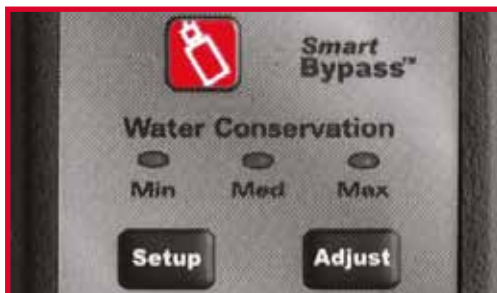 Smart
Bypass™
Water Conservation
Min Med Max
Setup Adjust